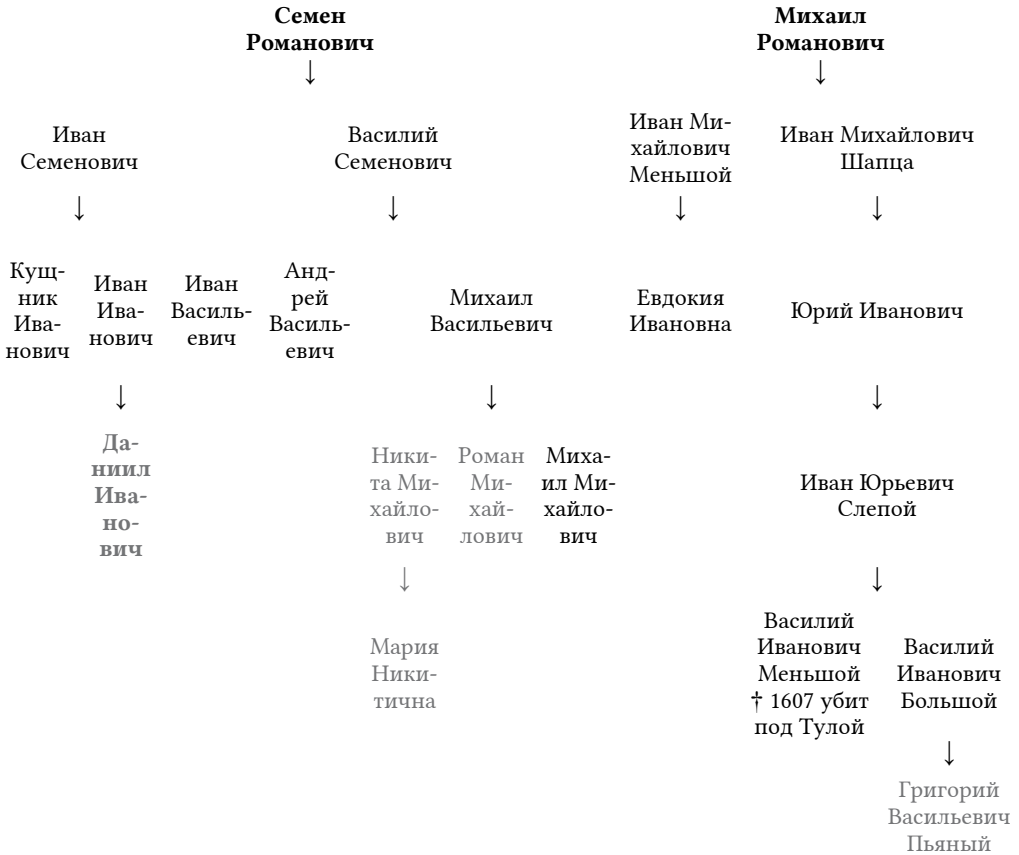 Семен
Романович
Михаил
Романович
↓
↓
Иван
Семенович
Василий
Семенович
Иван Ми-
хайлович
Меньшой
Иван Михайлович
Шапца
↓
↓
↓
↓
Кущ-
ник
Ива-
нович
Иван
Ива-
нович
Иван
Василь-
евич
Анд-
рей
Василь-
евич
Михаил
Васильевич
Евдокия
Ивановна
Юрий Иванович
↓
↓
↓
Да-
ниил
Ива-
но-
вич
Ники-
та Ми-
хайло-
вич
Роман
Ми-
хай-
лович
Миха-
ил Ми-
хайло-
вич
Иван Юрьевич
Слепой
↓
↓
Мария
Ники-
тична
Василий
Иванович
Меньшой
† 1607 убит
под Тулой
Василий
Иванович
Большой
↓
Григорий
Васильевич
Пьяный